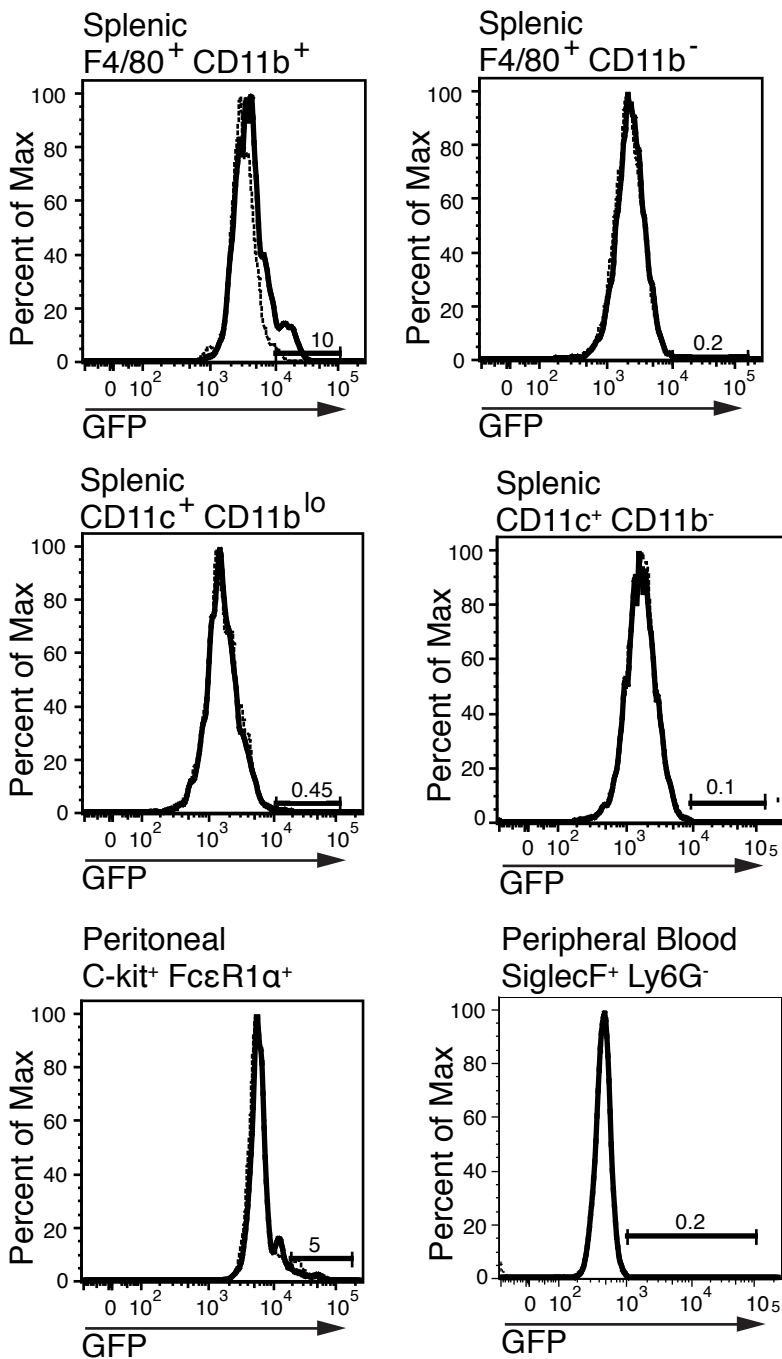 Splenic
F4/80⁺ CD11b⁺
Percent of Max
100
80
60
40
20
0
10
0 10² 10³ 10⁴ 10⁵
GFP
Splenic
F4/80⁺ CD11b⁻
Percent of Max
100
80
60
40
20
0
0.2
0 10² 10³ 10⁴ 10⁵
GFP
Splenic
CD11c⁺ CD11b^lo
Percent of Max
100
80
60
40
20
0
0.45
0 10² 10³ 10⁴ 10⁵
GFP
Splenic
CD11c⁺ CD11b⁻
Percent of Max
100
80
60
40
20
0
0.1
0 10² 10³ 10⁴ 10₅
GFP
Peritoneal
C-kit⁺ FcεR1α⁺
Percent of Max
100
80
60
40
20
0
5
0 10² 10³ 10⁴ 10⁵
GFP
Peripheral Blood
SiglecF⁺ Ly6G⁻
Percent of Max
100
80
60
40
20
0
0.2
0 10² 10³ 10⁴ 10₅
GFP